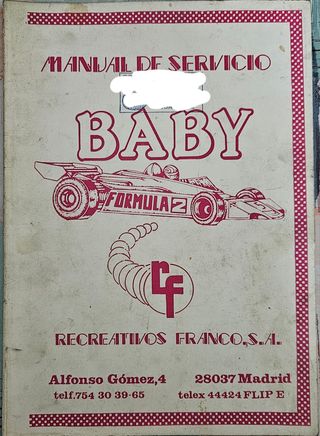 MANUAL DE SERVICIO
BABY
FORMULA 2
rf
RECREATIVOS FRANCO, S.A.
Alfonso Gómez, 4 28037 Madrid
telf. 754 30 39-65 telex 44424 FLIP E